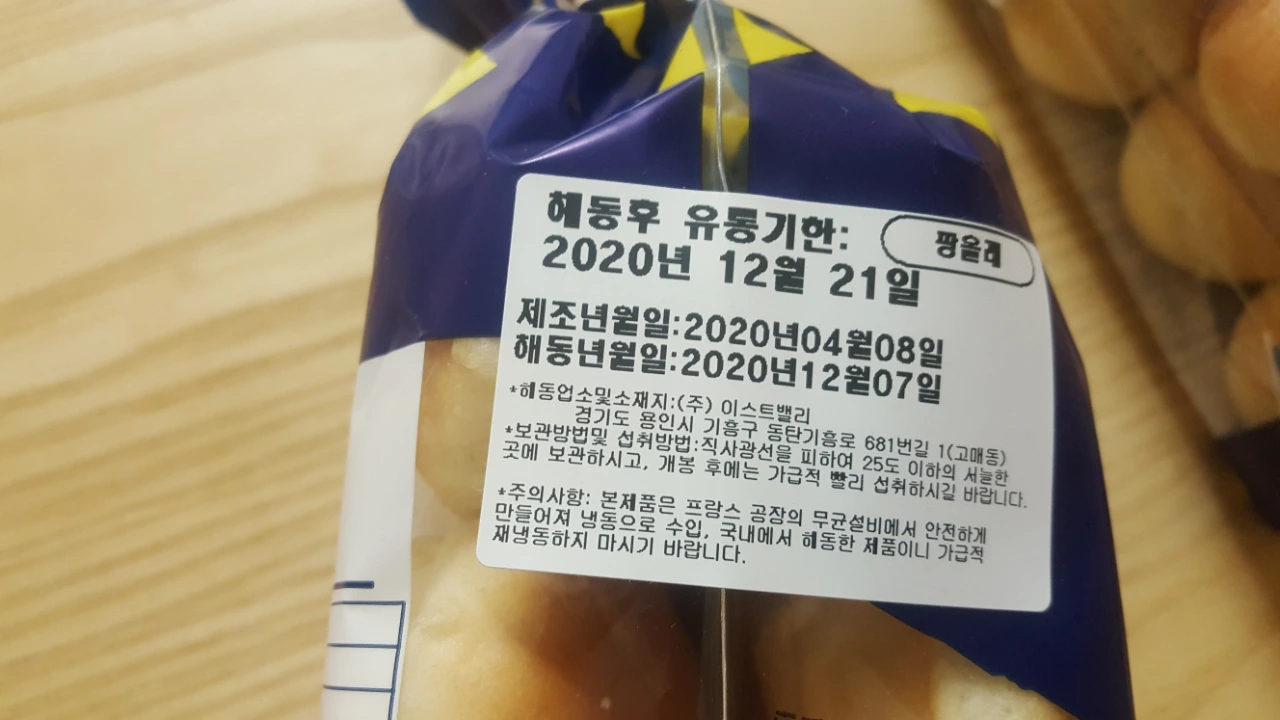 헤동후 유통기한:
팡올레
2020년 12월 21일
제조년월일:2020년04월08일
해동년월일:2020년12월07일
*해동업소및소재지:(주) 이스트밸리
경기도 용인시 기흥구 동탄기흥로 681번길 1(고매동)
*보관방법및 섭취방법:직사광선을 피하여 25도 이하의 서늘한
곳에 보관하시고, 개봉 후에는 가급적 빨리 섭취하시길 바랍니다.
*주의사항: 본제품은 프랑스 공장의 무균설비에서 안전하게
만들어져 냉동으로 수입, 국내에서 해동한 제품이니 가급적
재냉동하지 마시기 바랍니다.